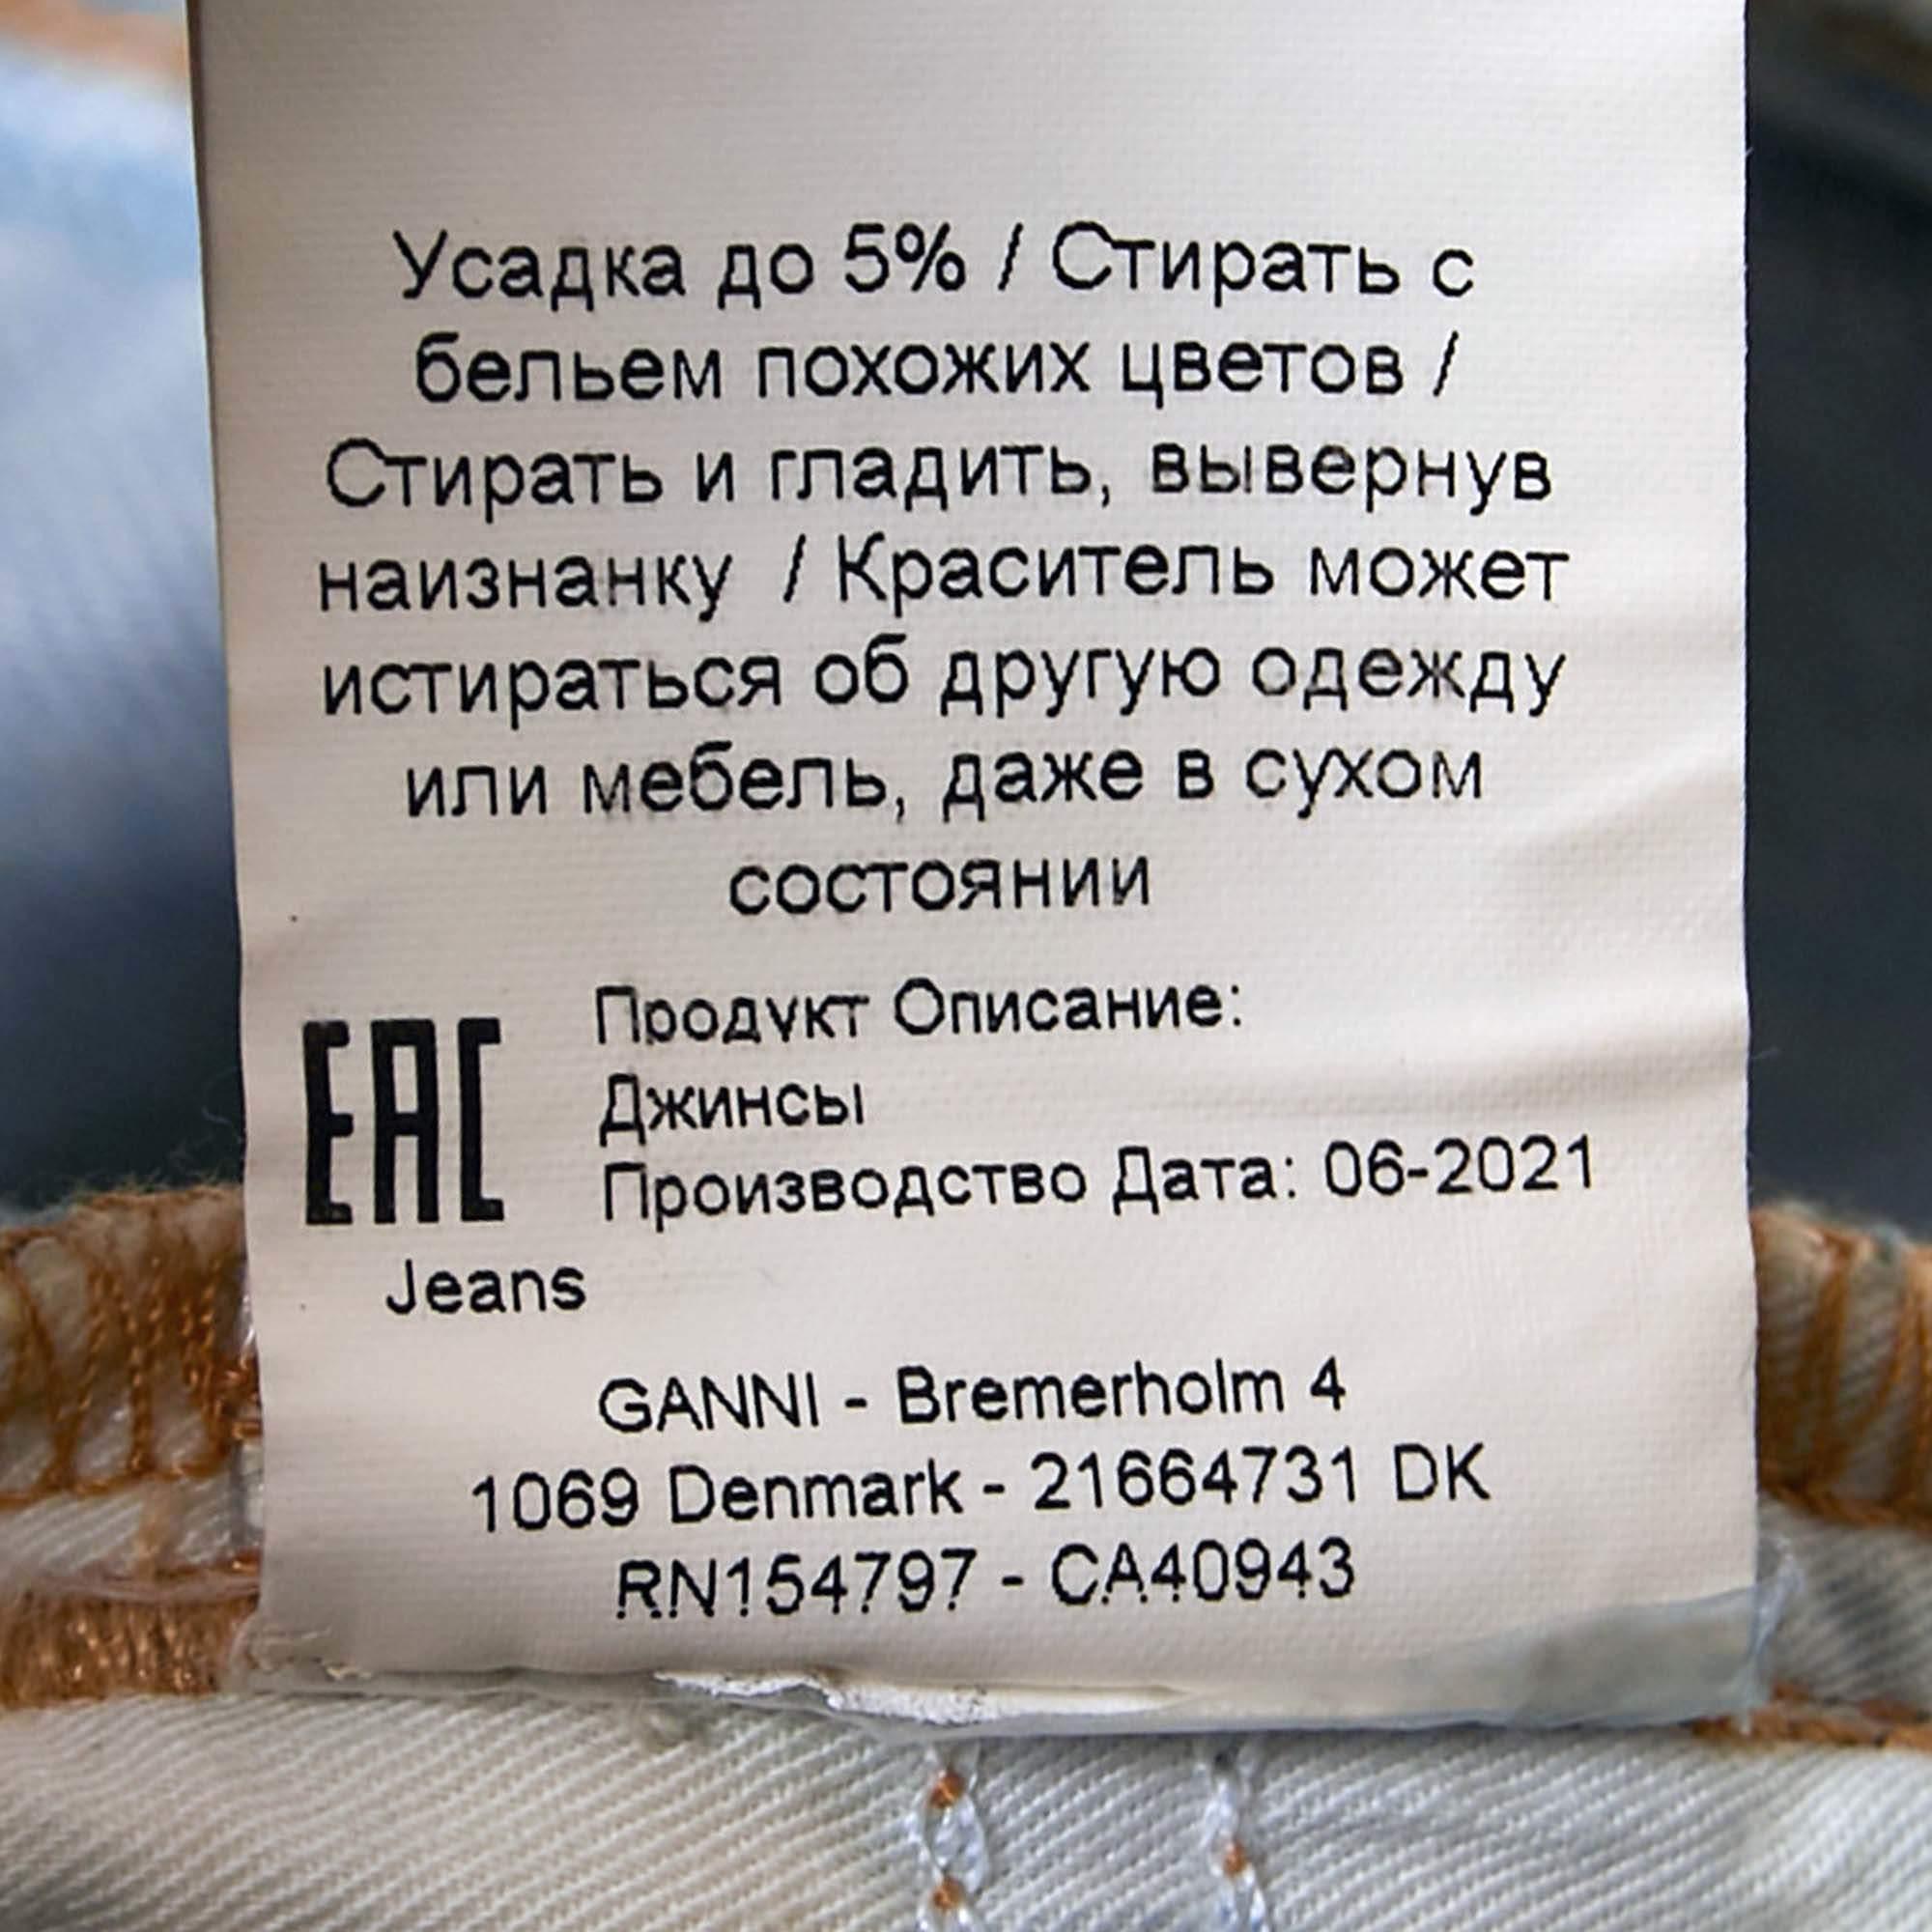 Усадка до 5% / Стирать с
бельем похожих цветов /
Стирать и гладить, вывернув
наизнанку / Краситель может
истираться об другую одежду
или мебель, даже в сухом
состоянии
EAC
Продукт Описание:
Джинсы
Производство Дата: 06-2021
Jeans
GANNI - Bremerholm 4
1069 Denmark - 21664731 DK
RN154797 - CA40943